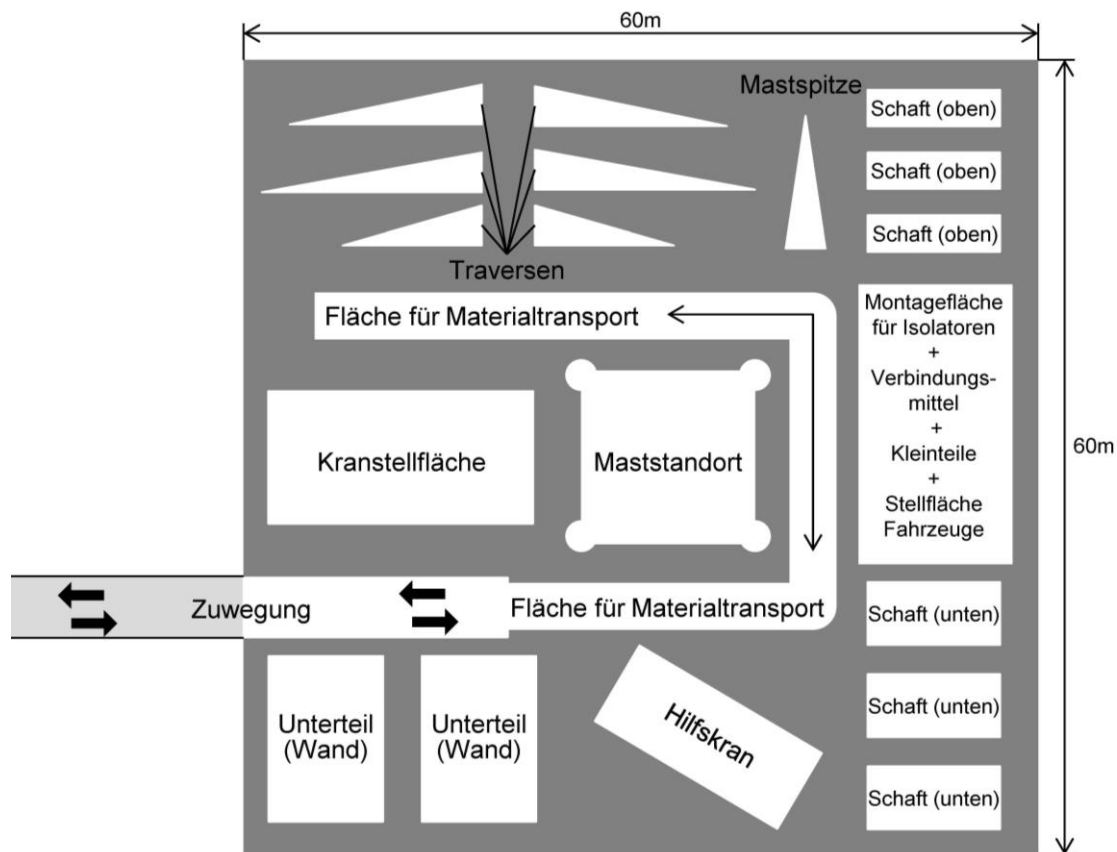 60m
Mastspitze
Schaft (oben)
Schaft (oben)
Schaft (oben)
Traversen
Fläche für Materialtransport
Montagefläche
für Isolatoren
+
Verbindungs-
mittel
+
Kleinteile
+
Stellfläche
Fahrzeuge
60m
Kranstellfläche
Maststandort
Zuwegung
Fläche für Materialtransport
Schaft (unten)
Schaft (unten)
Schaft (unten)
Unterteil
(Wand)
Unterteil
(Wand)
Hilfskran